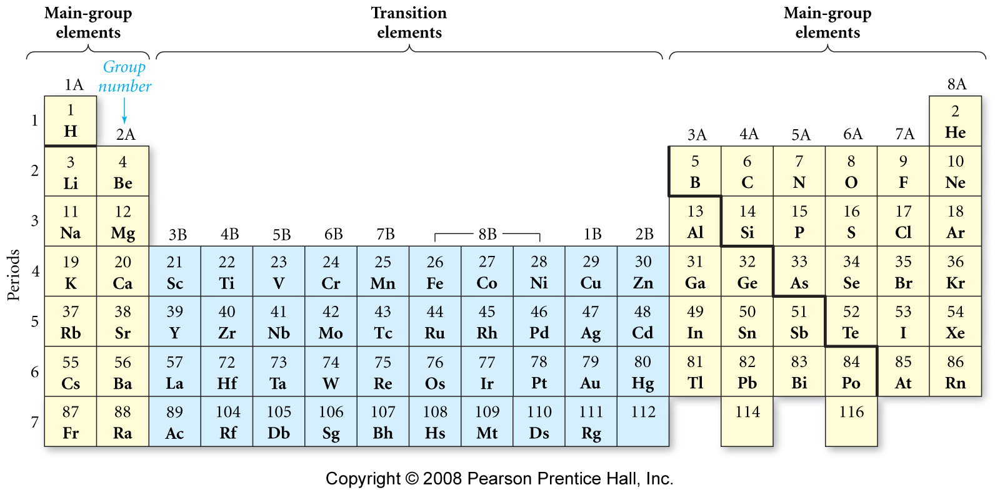 Main-group
elements
Transition
elements
Main-group
elements
Group
number
1A
8A
1
1
H
2
He
2A
3A
4A
5A
6A
7A
2
3
Li
4
Be
5
B
6
C
7
N
8
O
9
F
10
Ne
3
11
Na
12
Mg
3B
4B
5B
6B
7B
8B
1B
2B
13
Al
14
Si
15
P
16
S
17
Cl
18
Ar
Periods
4
19
K
20
Ca
21
Sc
22
Ti
23
V
24
Cr
25
Mn
26
Fe
27
Co
28
Ni
29
Cu
30
Zn
31
Ga
32
Ge
33
As
34
Se
35
Br
36
Kr
5
37
Rb
38
Sr
39
Y
40
Zr
41
Nb
42
Mo
43
Tc
44
Ru
45
Rh
46
Pd
47
Ag
48
Cd
49
In
50
Sn
51
Sb
52
Te
53
I
54
Xe
6
55
Cs
56
Ba
57
La
72
Hf
73
Ta
74
W
75
Re
76
Os
77
Ir
78
Pt
79
Au
80
Hg
81
Tl
82
Pb
83
Bi
84
Po
85
At
86
Rn
7
87
Fr
88
Ra
89
Ac
104
Rf
105
Db
106
Sg
107
Bh
108
Hs
109
Mt
110
Ds
111
Rg
112
114
116
Copyright © 2008 Pearson Prentice Hall, Inc.